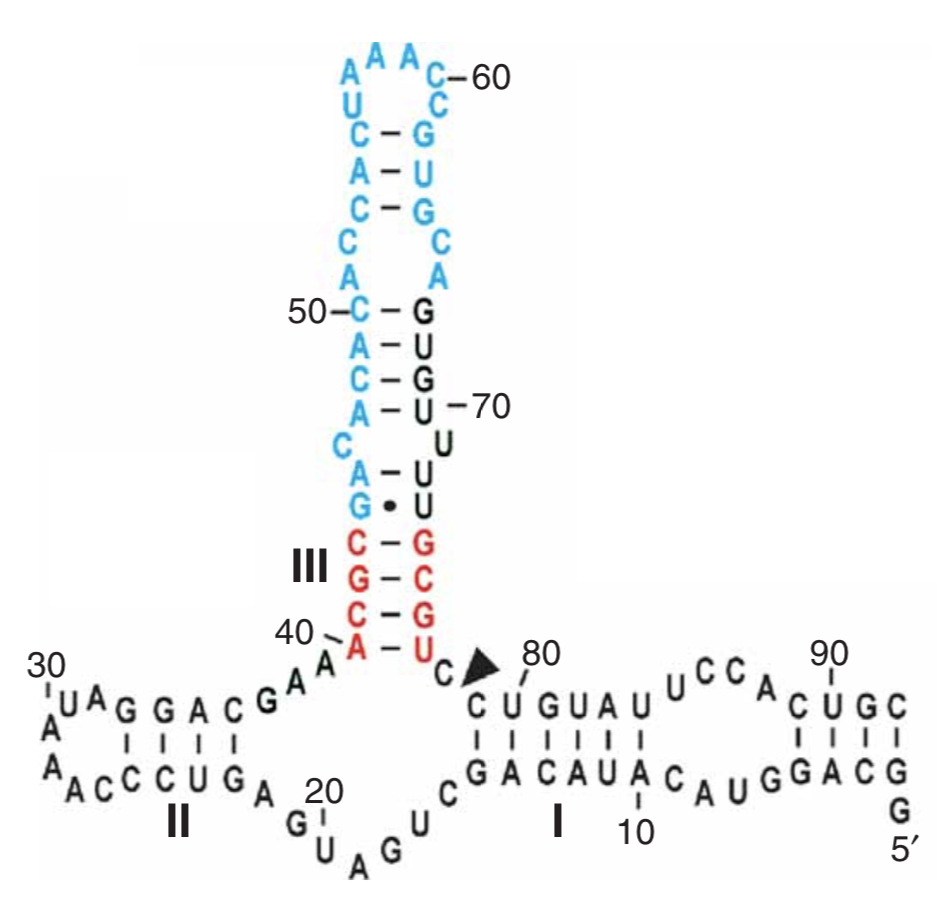 A A A C 60
U C
C – G
A – U
C – G
C C
A A
50 C – G
A – U
C – G
A – U 70
C U
A – U
G • U
C – G
III G – C
C – G
40 A – U
30 80 90
U A G G A C G A A C C U G U A U U C C A C U G C
A A A C C C U G A G U A G U C G A C A U A C A U G G A C G G
II 20 I 10 5′